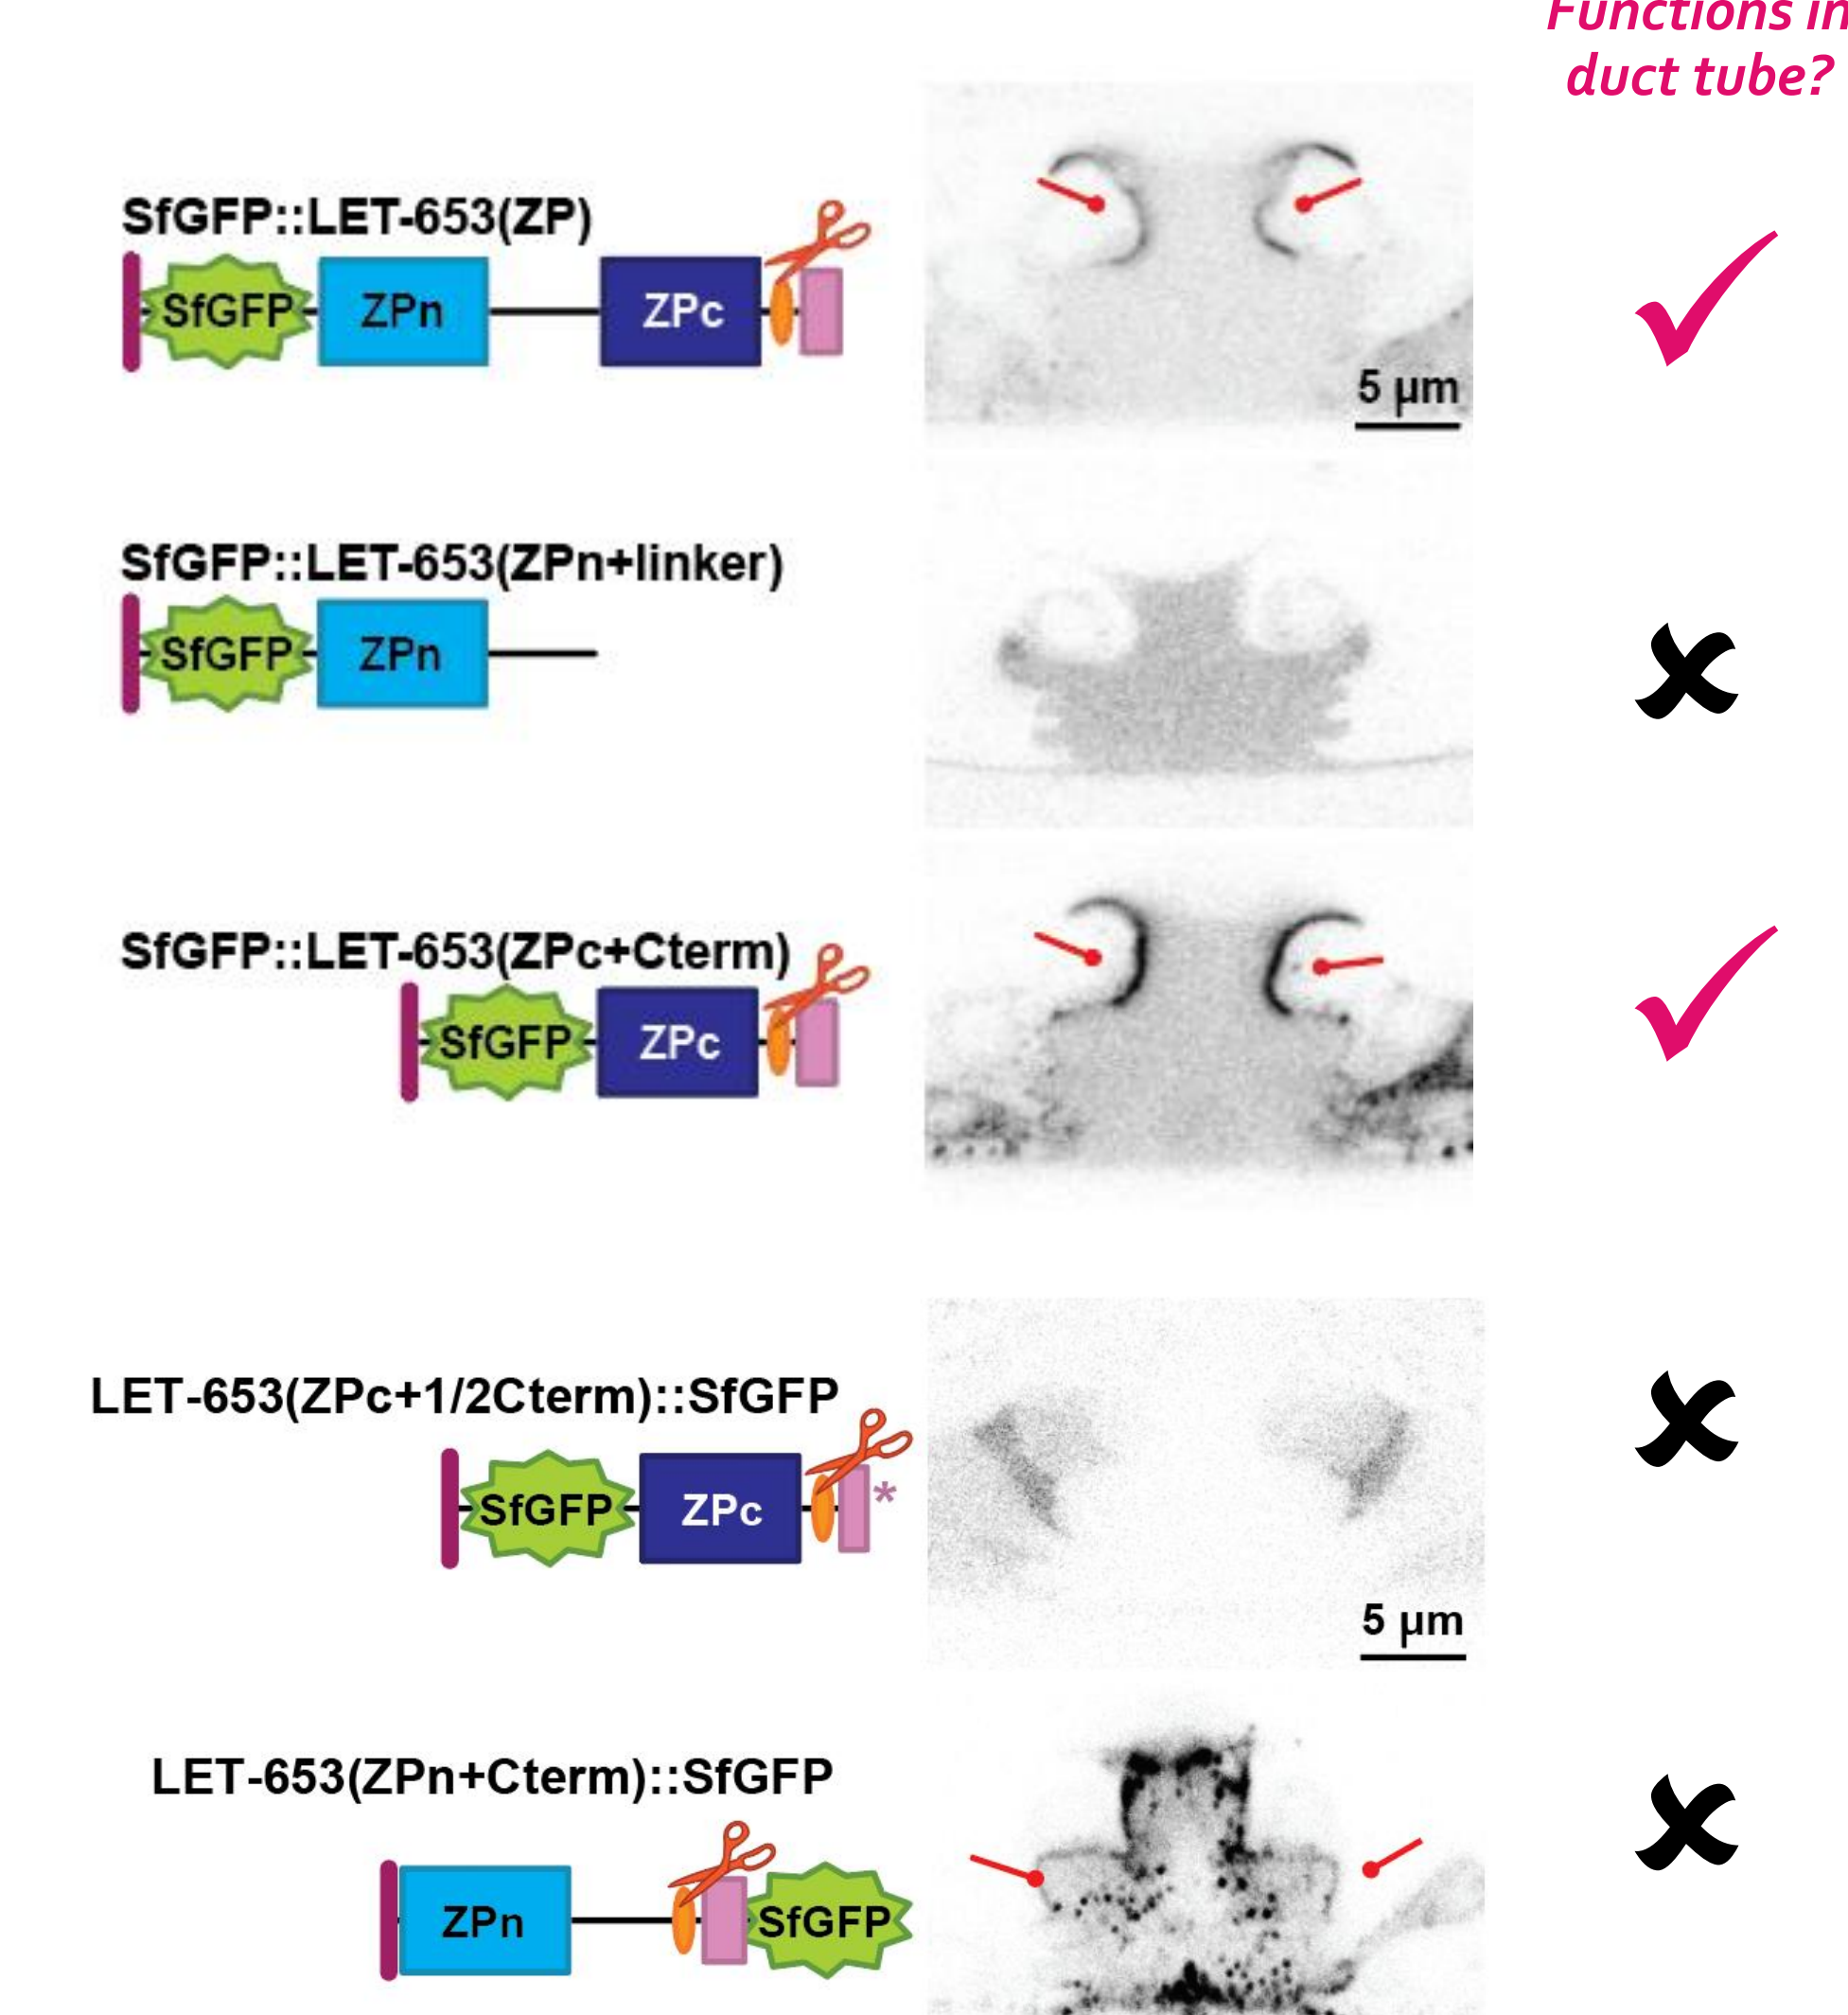 Functions in
duct tube?
SfGFP::LET-653(ZP)
SfGFP
ZPn
ZPc
5 µm
SfGFP::LET-653(ZPn+linker)
SfGFP
ZPn
SfGFP::LET-653(ZPc+Cterm)
SfGFP
ZPc
LET-653(ZPc+1/2Cterm)::SfGFP
SfGFP
ZPc
*
5 µm
LET-653(ZPn+Cterm)::SfGFP
ZPn
SfGFP